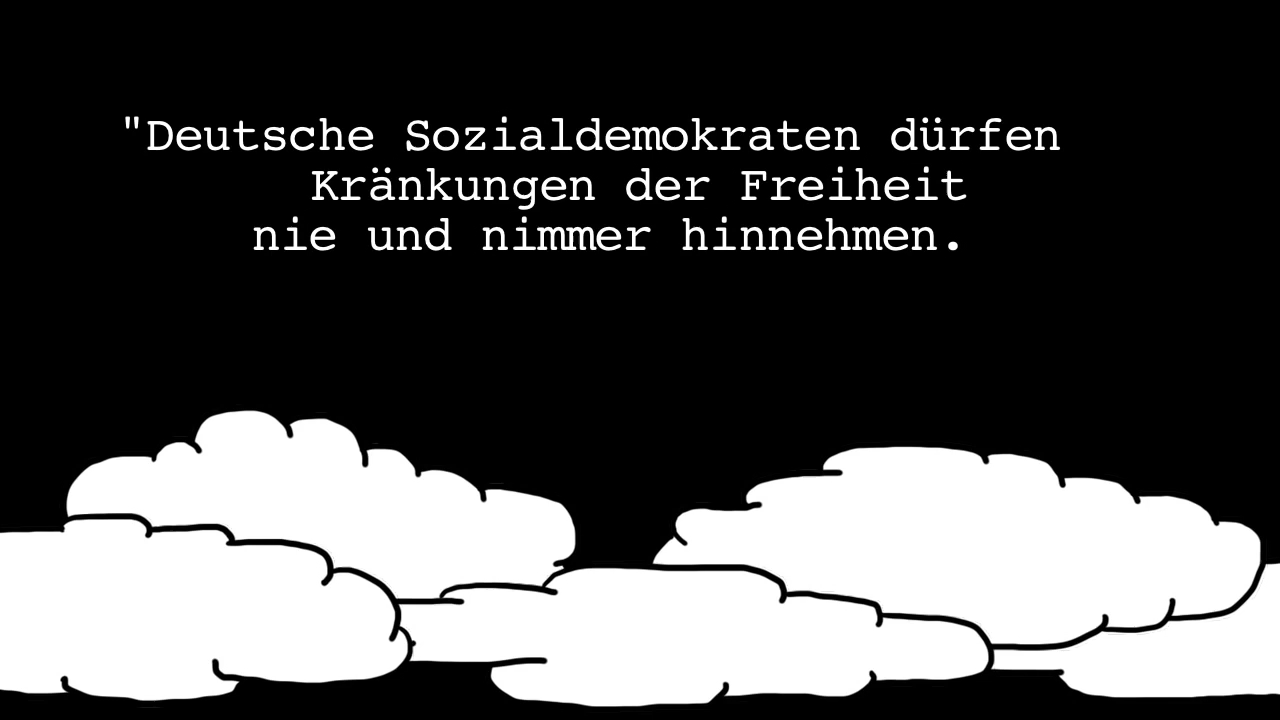 "Deutsche Sozialdemokraten dürfen
Kränkungen der Freiheit
nie und nimmer hinnehmen.